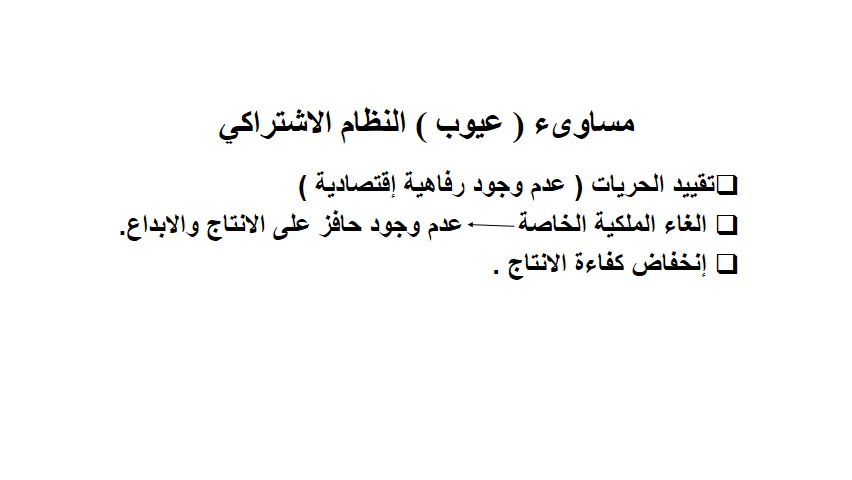 مساوىء ( عيوب ) النظام الاشتراكي
❑تقييد الحريات ( عدم وجود رفاهية إقتصادية )
❑ الغاء الملكية الخاصة ← عدم وجود حافز على الانتاج والابداع.
❑ إنخفاض كفاءة الانتاج .